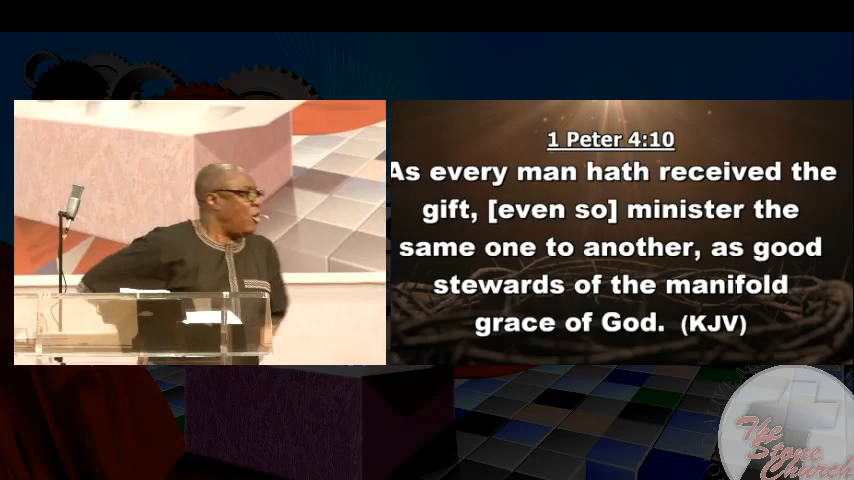 1 Peter 4:10
As every man hath received the
gift, [even so] minister the
same one to another, as good
stewards of the manifold
grace of God. (KJV)
The
Stone
Church